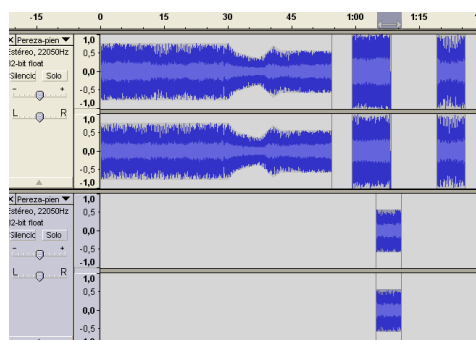 -15 0 15 30 45 1:00 1:15
× Pereza-pien ▼ 1,0
Estéreo, 22050Hz 0,5
32-bit float
Silencio Solo 0,0
- + -0,5
L R -1,0
1,0
0,5
0,0
-0,5
-1,0
× Pereza-pien ▼ 1,0
Estéreo, 22050Hz 0,5
32-bit float
Silencio Solo 0,0
- + -0,5
-1,0
L R 1,0
0,5
0,0
-0,5
-1,0